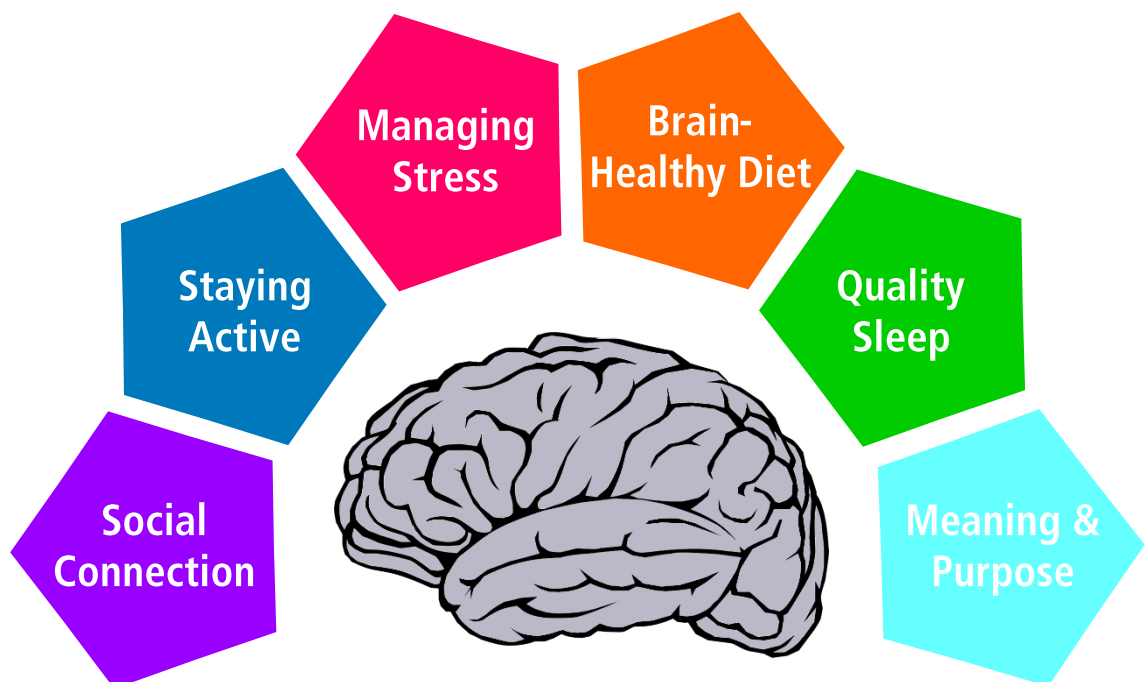 Social
Connection
Staying
Active
Managing
Stress
Brain-
Healthy Diet
Quality
Sleep
Meaning &
Purpose